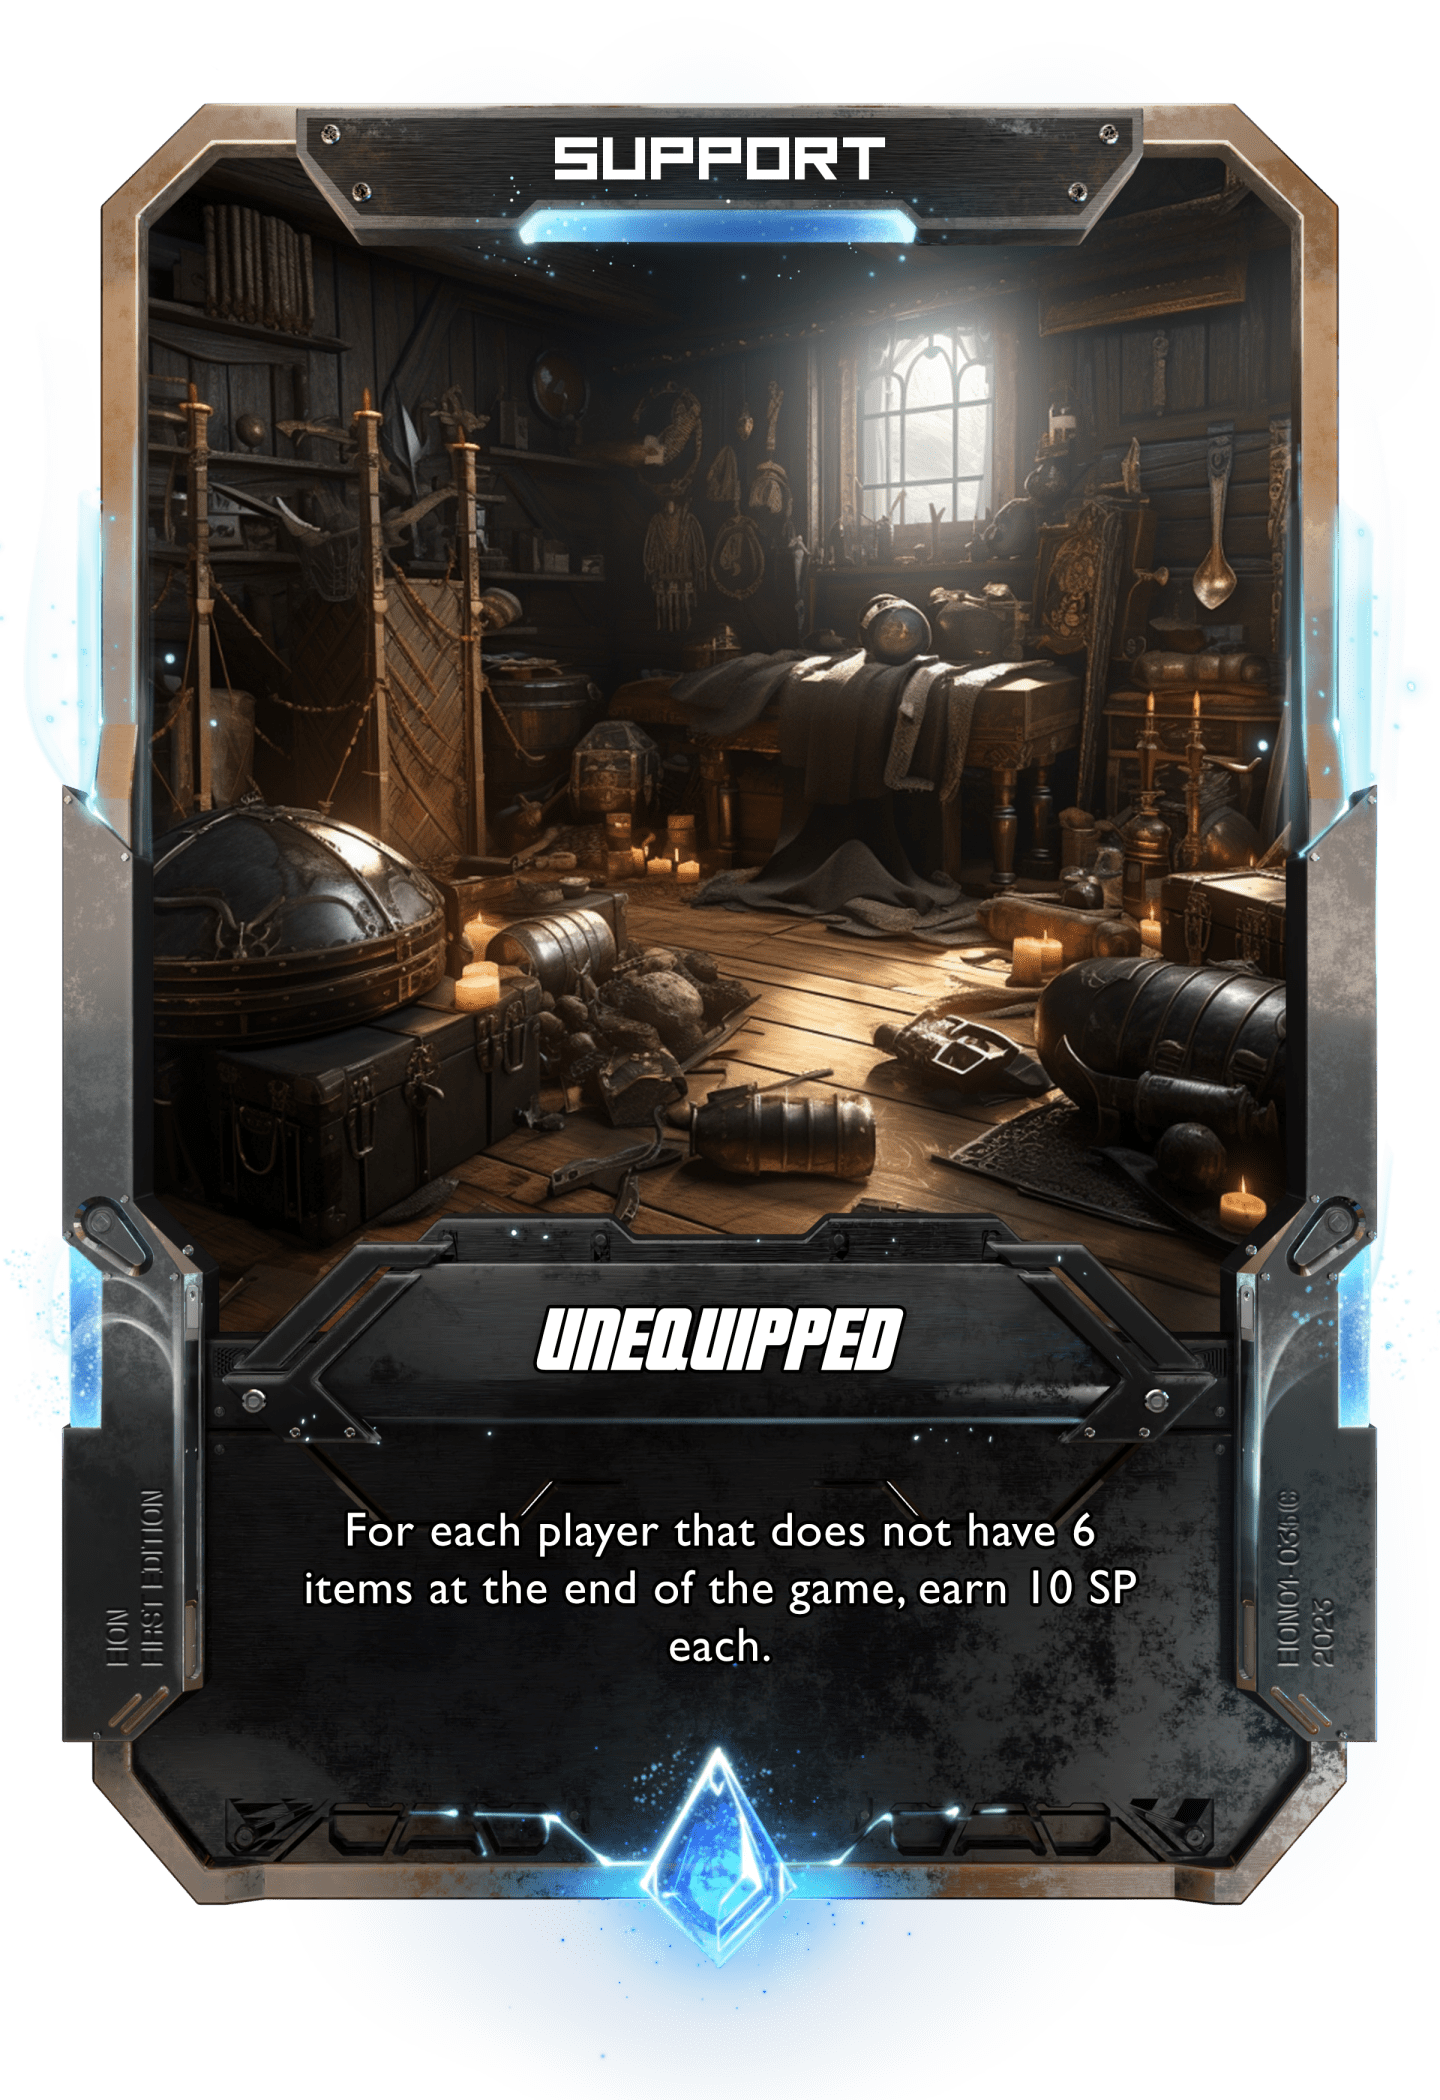 SUPPORT
UNEQUIPPED
For each player that does not have 6
items at the end of the game, earn 10 SP
each.
EION
FIRST EDITION
2023